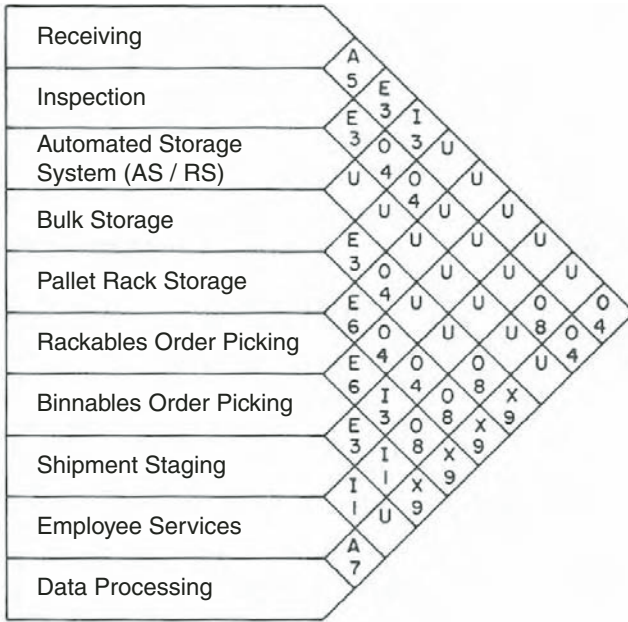 Receiving
Inspection
Automated Storage
System (AS / RS)
Bulk Storage
Pallet Rack Storage
Rackables Order Picking
Binnables Order Picking
Shipment Staging
Employee Services
Data Processing
A
5
E
3
U
E
3
E
6
E
6
E
3
I
1
A
7
E
3
O
4
U
O
4
O
4
I
3
I
1
U
I
3
O
4
U
U
O
4
O
8
X
9
U
U
U
U
O
8
X
9
U
U
U
O
8
X
9
U
U
U
X
9
U
O
8
U
U
O
4
O
4